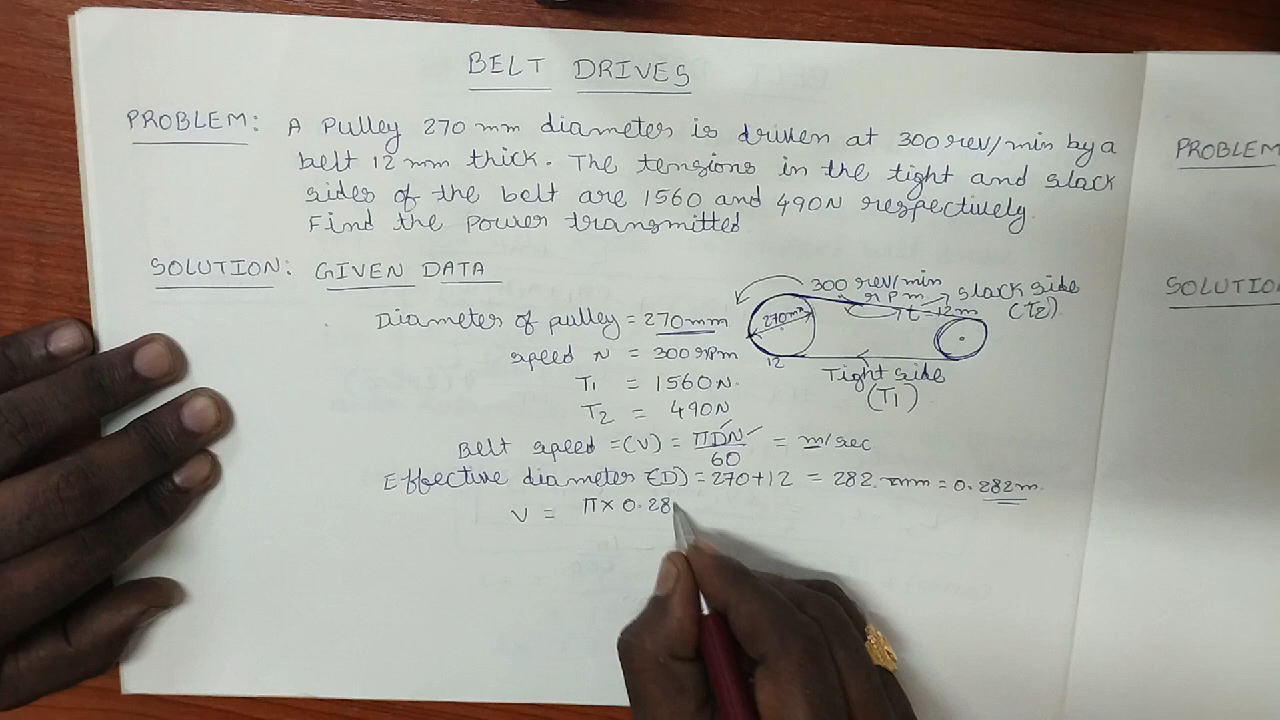 BELT DRIVES
PROBLEM: A Pulley 270 mm diameter is driven at 300 rev/min by a
belt 12 mm thick. The tensions in the tight and slack
sides of the belt are 1560 and 490N respectively.
Find the power transmitted
PROBLEM
SOLUTION: GIVEN DATA
SOLUTION
300 rev/min
rpm
slack side
(T2)
t=12m
270mm
12
Tight side
(T1)
Diameter of pulley = 270mm
speed N = 300rpm
T1 = 1560N.
T2 = 490N
Belt speed =(V) = πDN/60 = m/sec
Effective diameter (D) = 270+12 = 282 mm = 0.282m.
V = π× 0.28